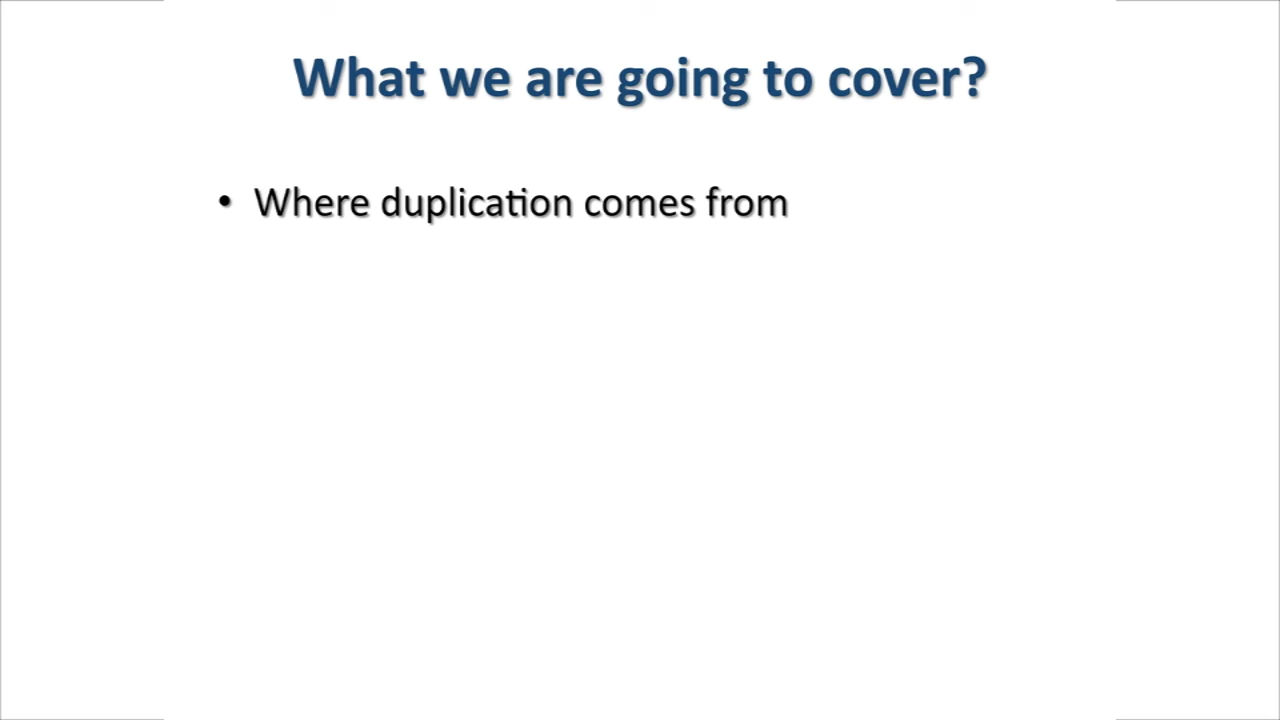 What we are going to cover?
• Where duplication comes from